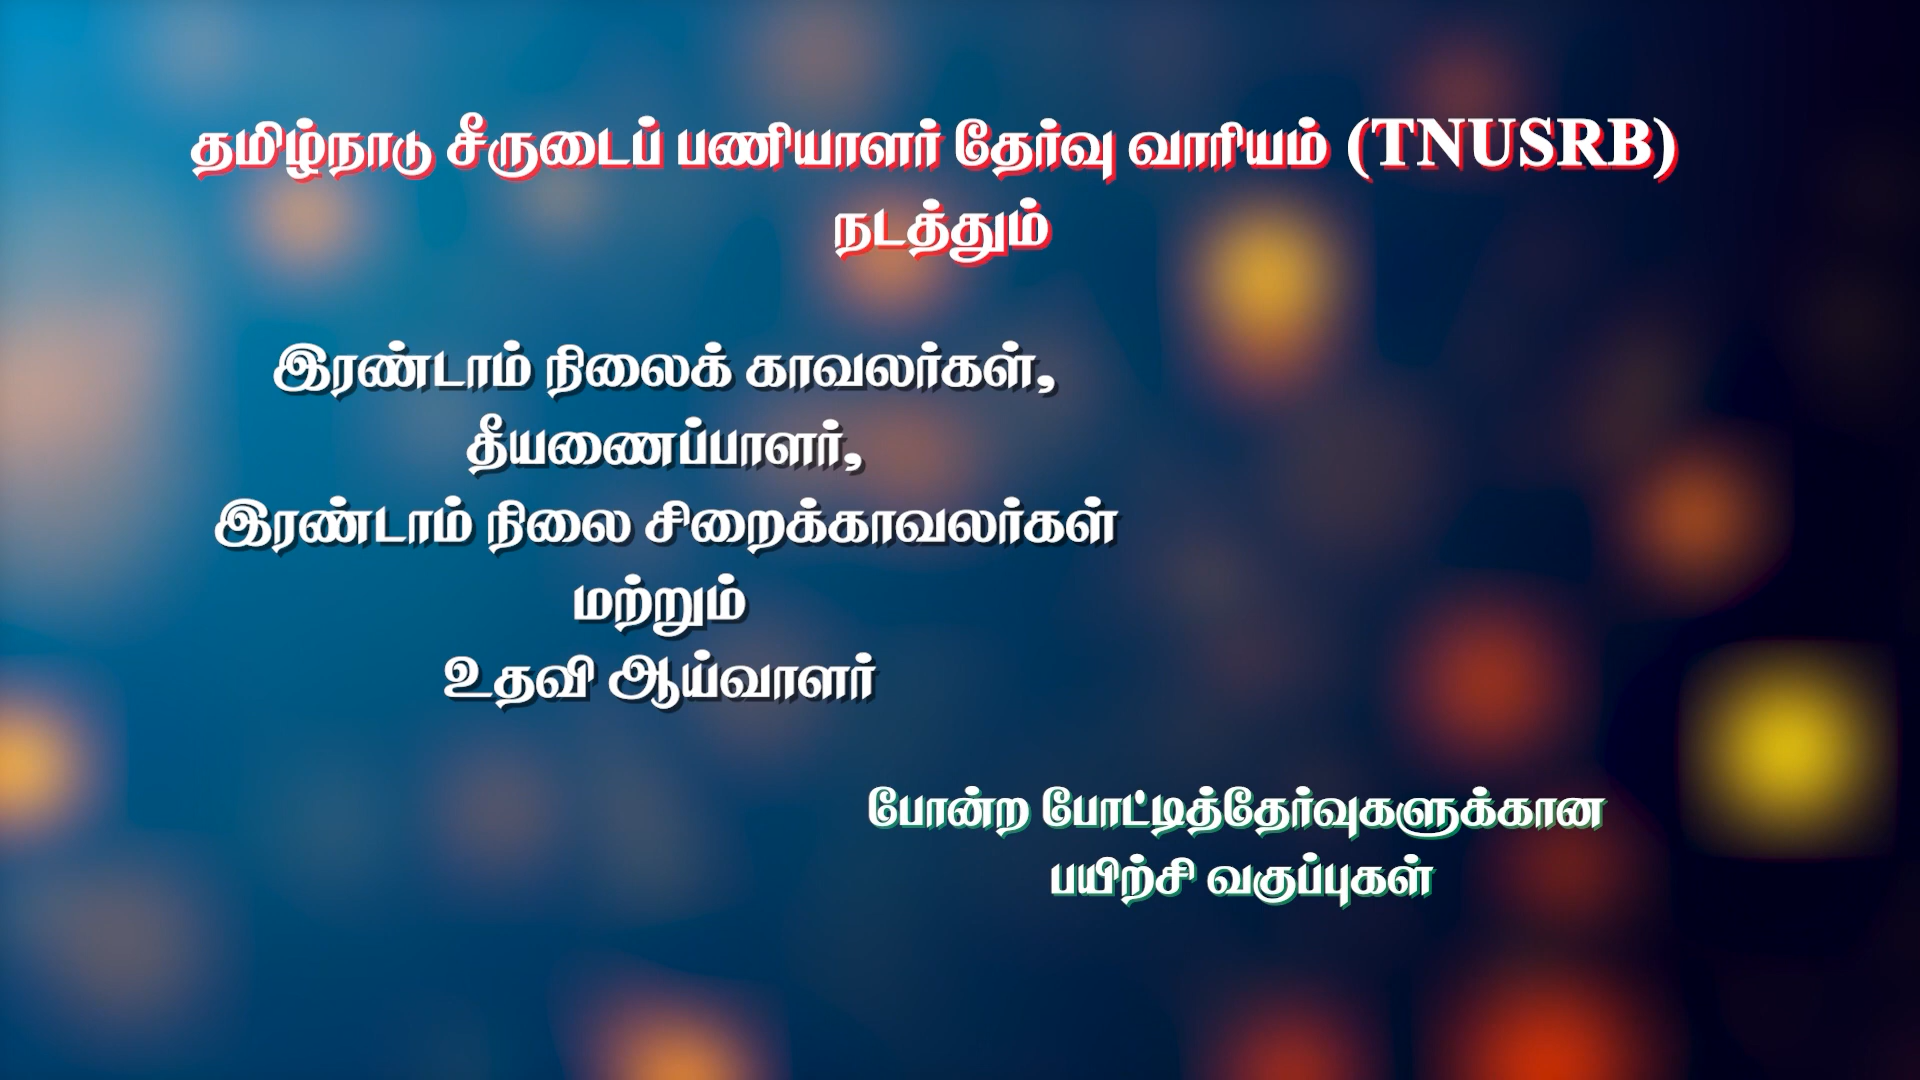 தமிழ்நாடு சீருடைப் பணியாளர் தேர்வு வாரியம் (TNUSRB)
நடத்தும்
இரண்டாம் நிலைக் காவலர்கள்,
தீயணைப்பாளர்,
இரண்டாம் நிலை சிறைக்காவலர்கள்
மற்றும்
உதவி ஆய்வாளர்
போன்ற போட்டித்தேர்வுகளுக்கான
பயிற்சி வகுப்புகள்